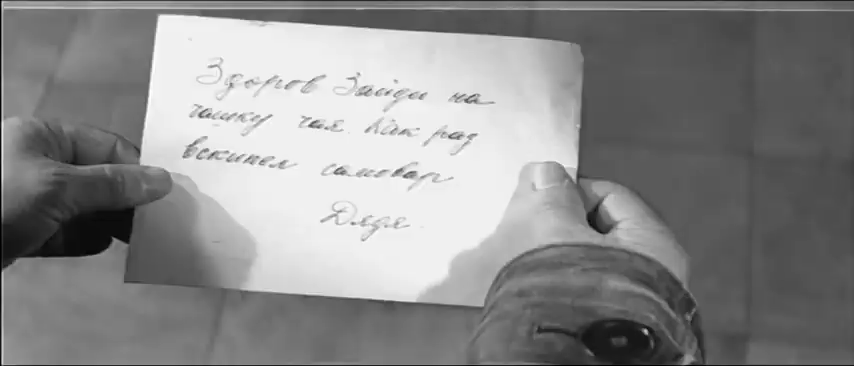 Здоров Зайди на
чашку чая. Как раз
вскипел самовар
Дядя.